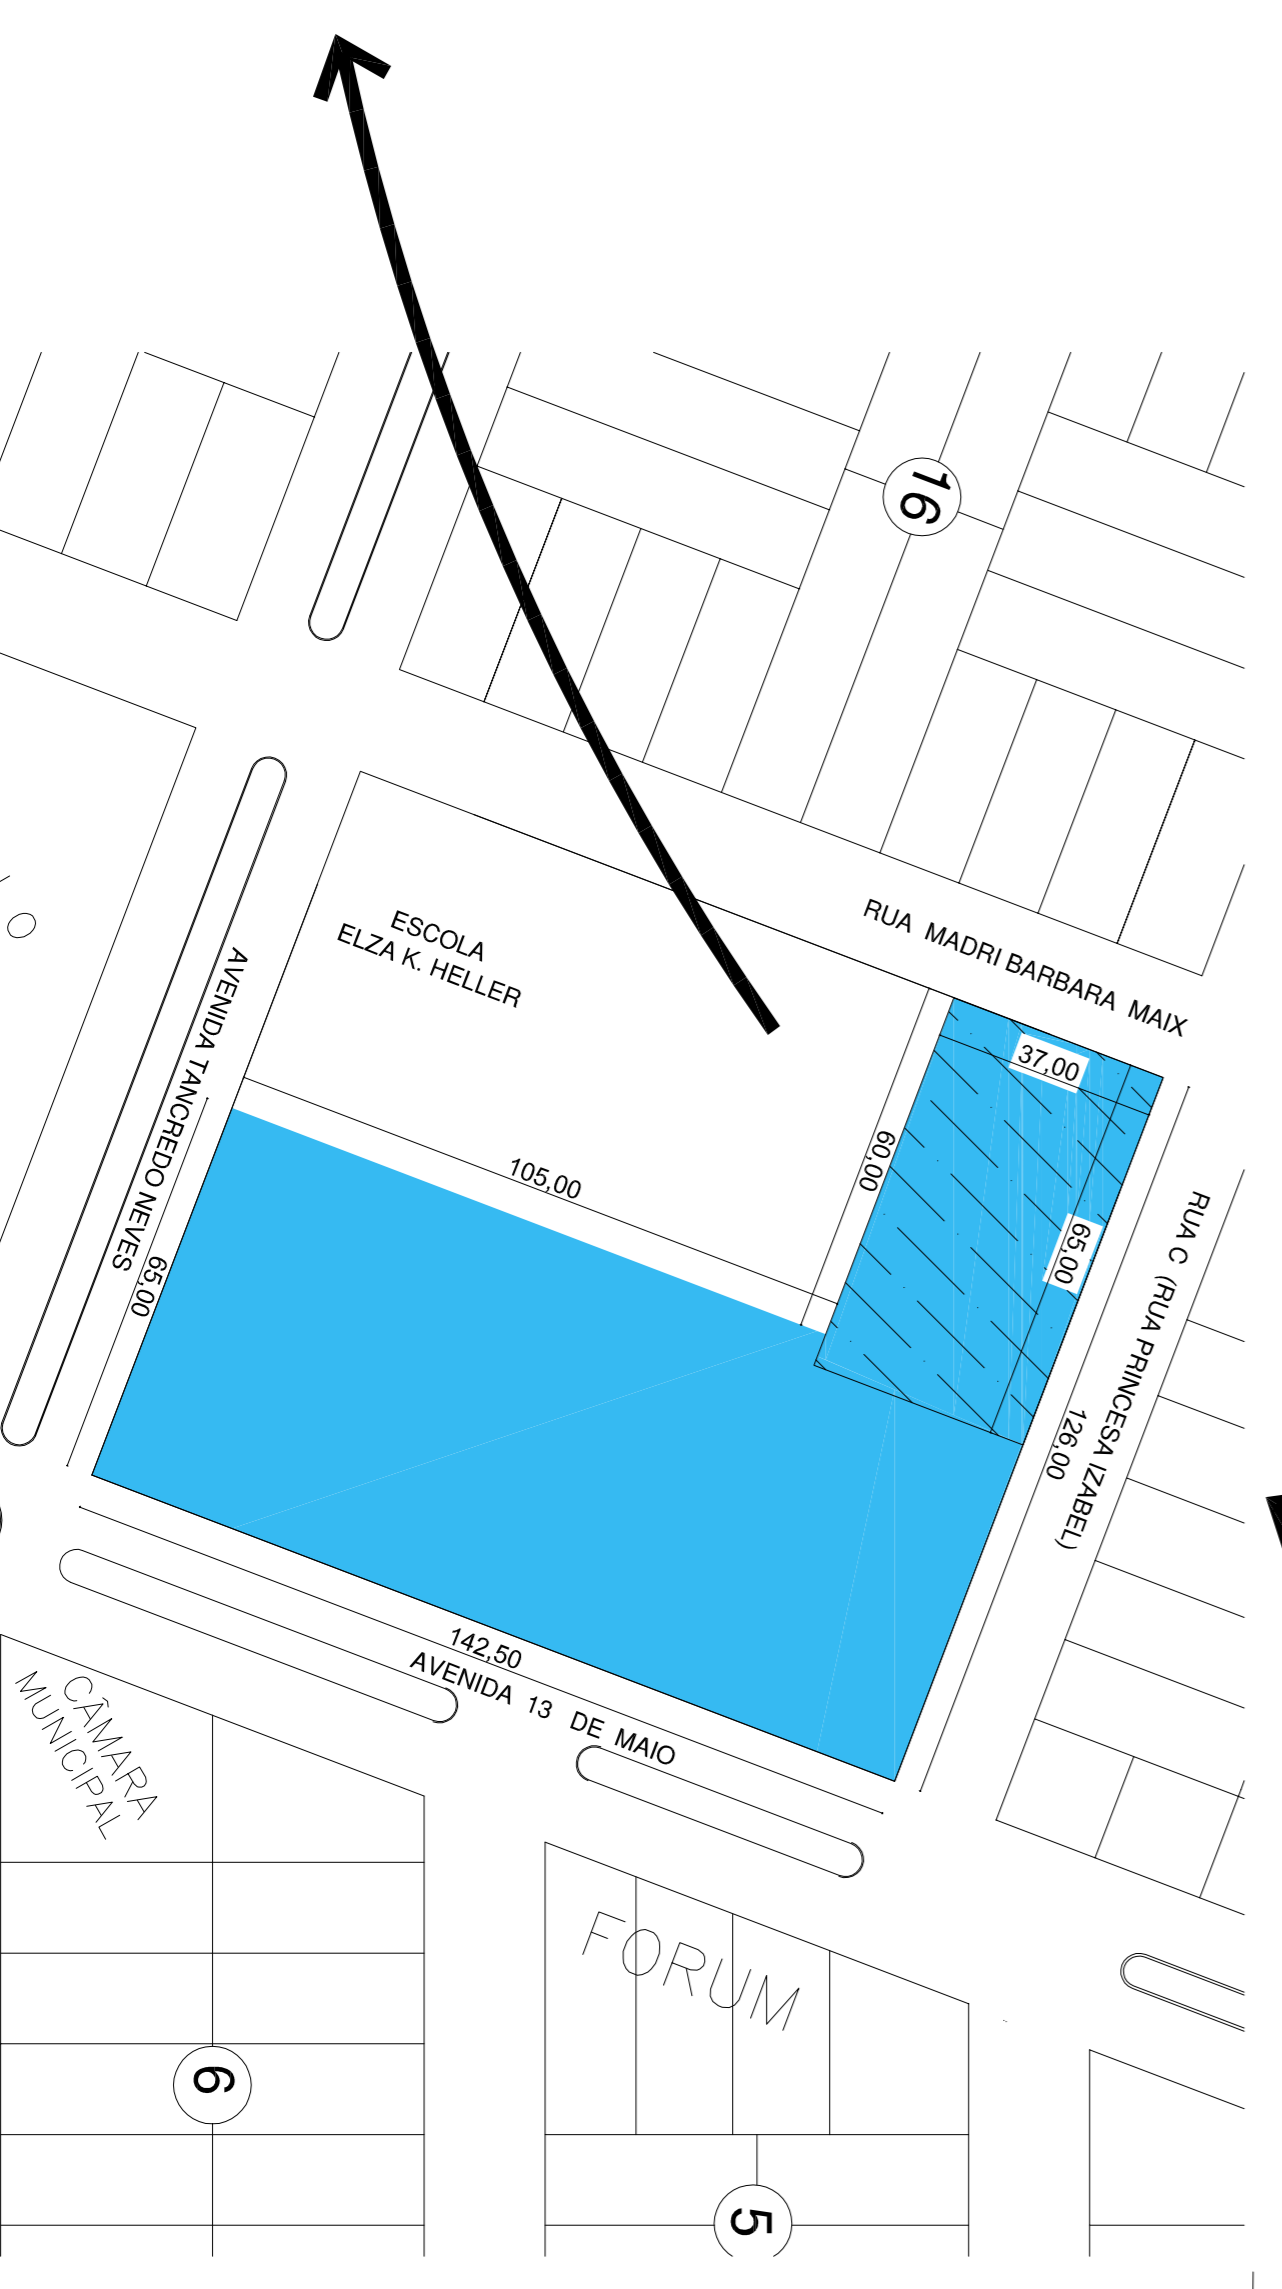 16
RUA MADRI BARBARA MAIX
ESCOLA
ELZA K. HELLER
37,00
AVENIDA TANCREDO NEVES
105,00
60,00
65,00
65,00
RUA C (RUA PRINCESA IZABEL)
126,00
142,50
AVENIDA 13 DE MAIO
CÂMARA
MUNICIPAL
FORUM
6
5